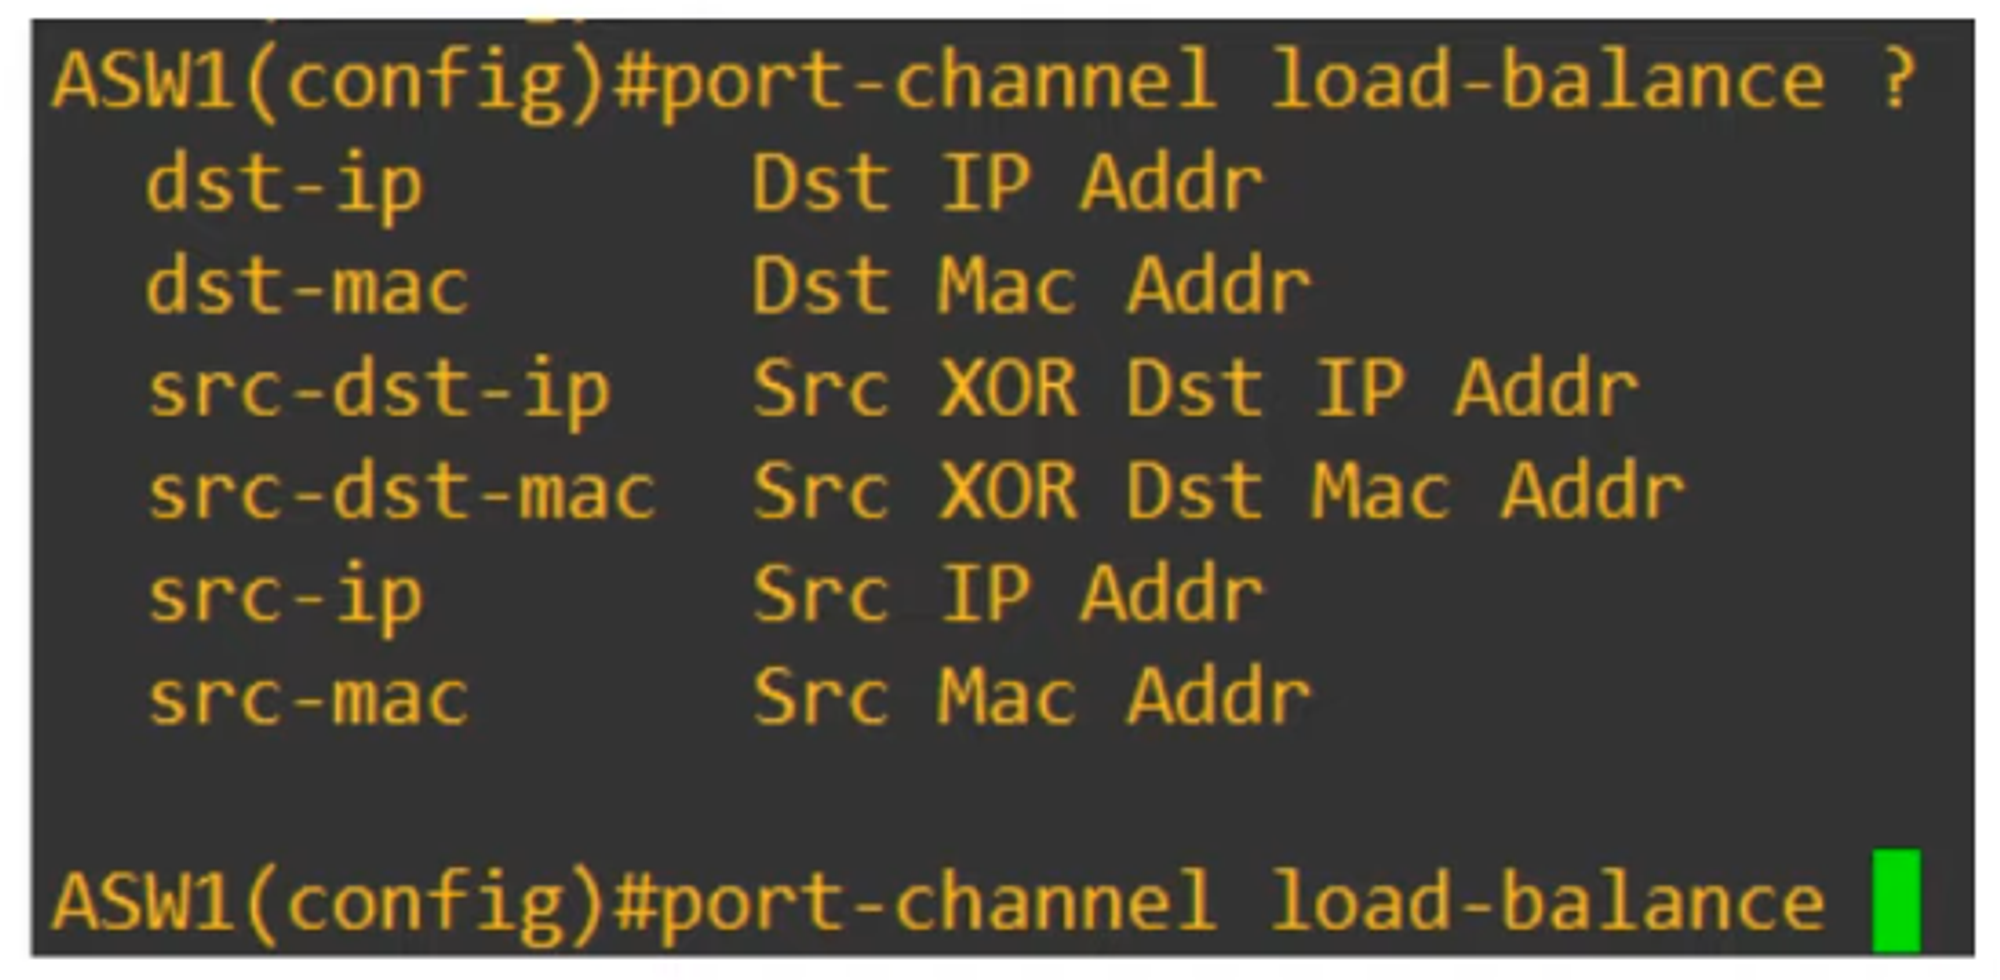 ASW1(config)#port-channel load-balance ?
dst-ip Dst IP Addr
dst-mac Dst Mac Addr
src-dst-ip Src XOR Dst IP Addr
src-dst-mac Src XOR Dst Mac Addr
src-ip Src IP Addr
src-mac Src Mac Addr
ASW1(config)#port-channel load-balance